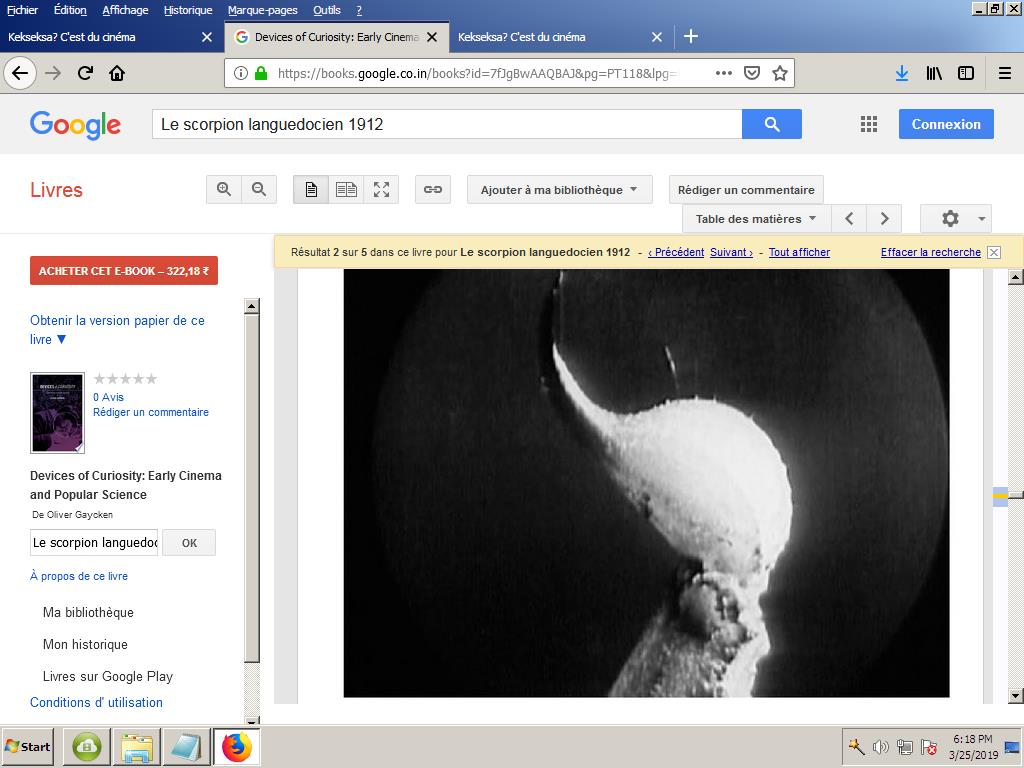 Fichier Édition Affichage Historique Marque-pages Outils ?
Kekseksa? C'est du cinéma
Devices of Curiosity: Early Cinema
Kekseksa? C'est du cinéma
https://books.google.co.in/books?id=7fJgBwAAQBAJ&pg=PT118&lpg=
Google
Le scorpion languedocien 1912
Connexion
Livres
Ajouter à ma bibliothèque
Rédiger un commentaire
Table des matières
Résultat 2 sur 5 dans ce livre pour Le scorpion languedocien 1912 - ‹ Précédent Suivant › - Tout afficher
Effacer la recherche
ACHETER CET E-BOOK – 322,18 ₹
Obtenir la version papier de ce
livre ▼
0 Avis
Rédiger un commentaire
Devices of Curiosity: Early Cinema
and Popular Science
De Oliver Gaycken
Le scorpion languedoc
OK
À propos de ce livre
Ma bibliothèque
Mon historique
Livres sur Google Play
Conditions d' utilisation
Start
6:18 PM
3/25/2019